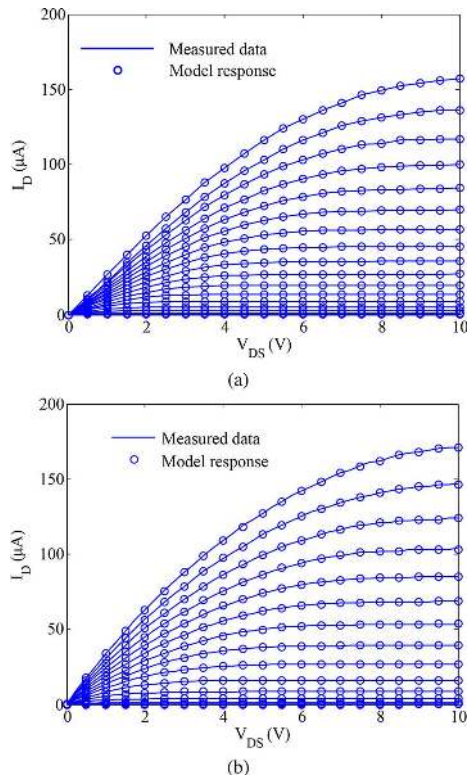 200
Measured data
Model response
150
100
50
0
I_D (μA)
0 2 4 6 8 10
V_DS (V)
(a)
200
Measured data
Model response
150
100
50
0
I_D (μA)
0 2 4 6 8 10
V_DS (V)
(b)